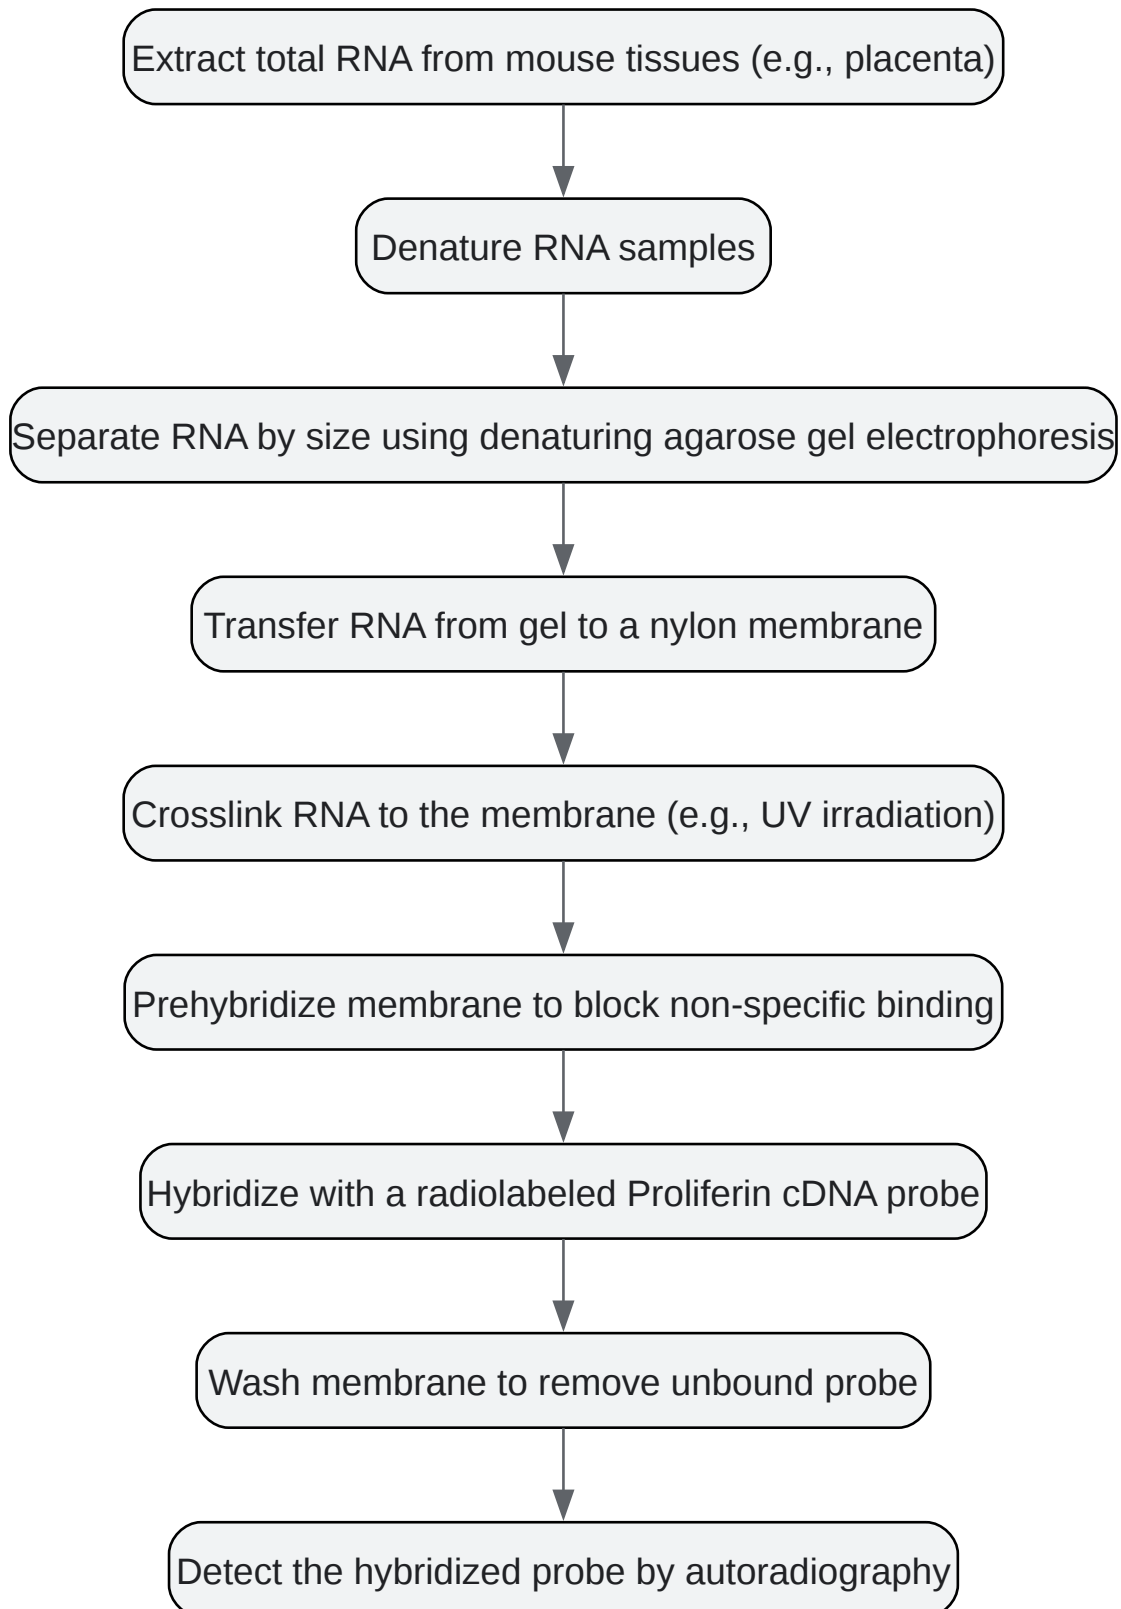 Extract total RNA from mouse tissues (e.g., placenta)
Denature RNA samples
Separate RNA by size using denaturing agarose gel electrophoresis
Transfer RNA from gel to a nylon membrane
Crosslink RNA to the membrane (e.g., UV irradiation)
Prehybridize membrane to block non-specific binding
Hybridize with a radiolabeled Proliferin cDNA probe
Wash membrane to remove unbound probe
Detect the hybridized probe by autoradiography